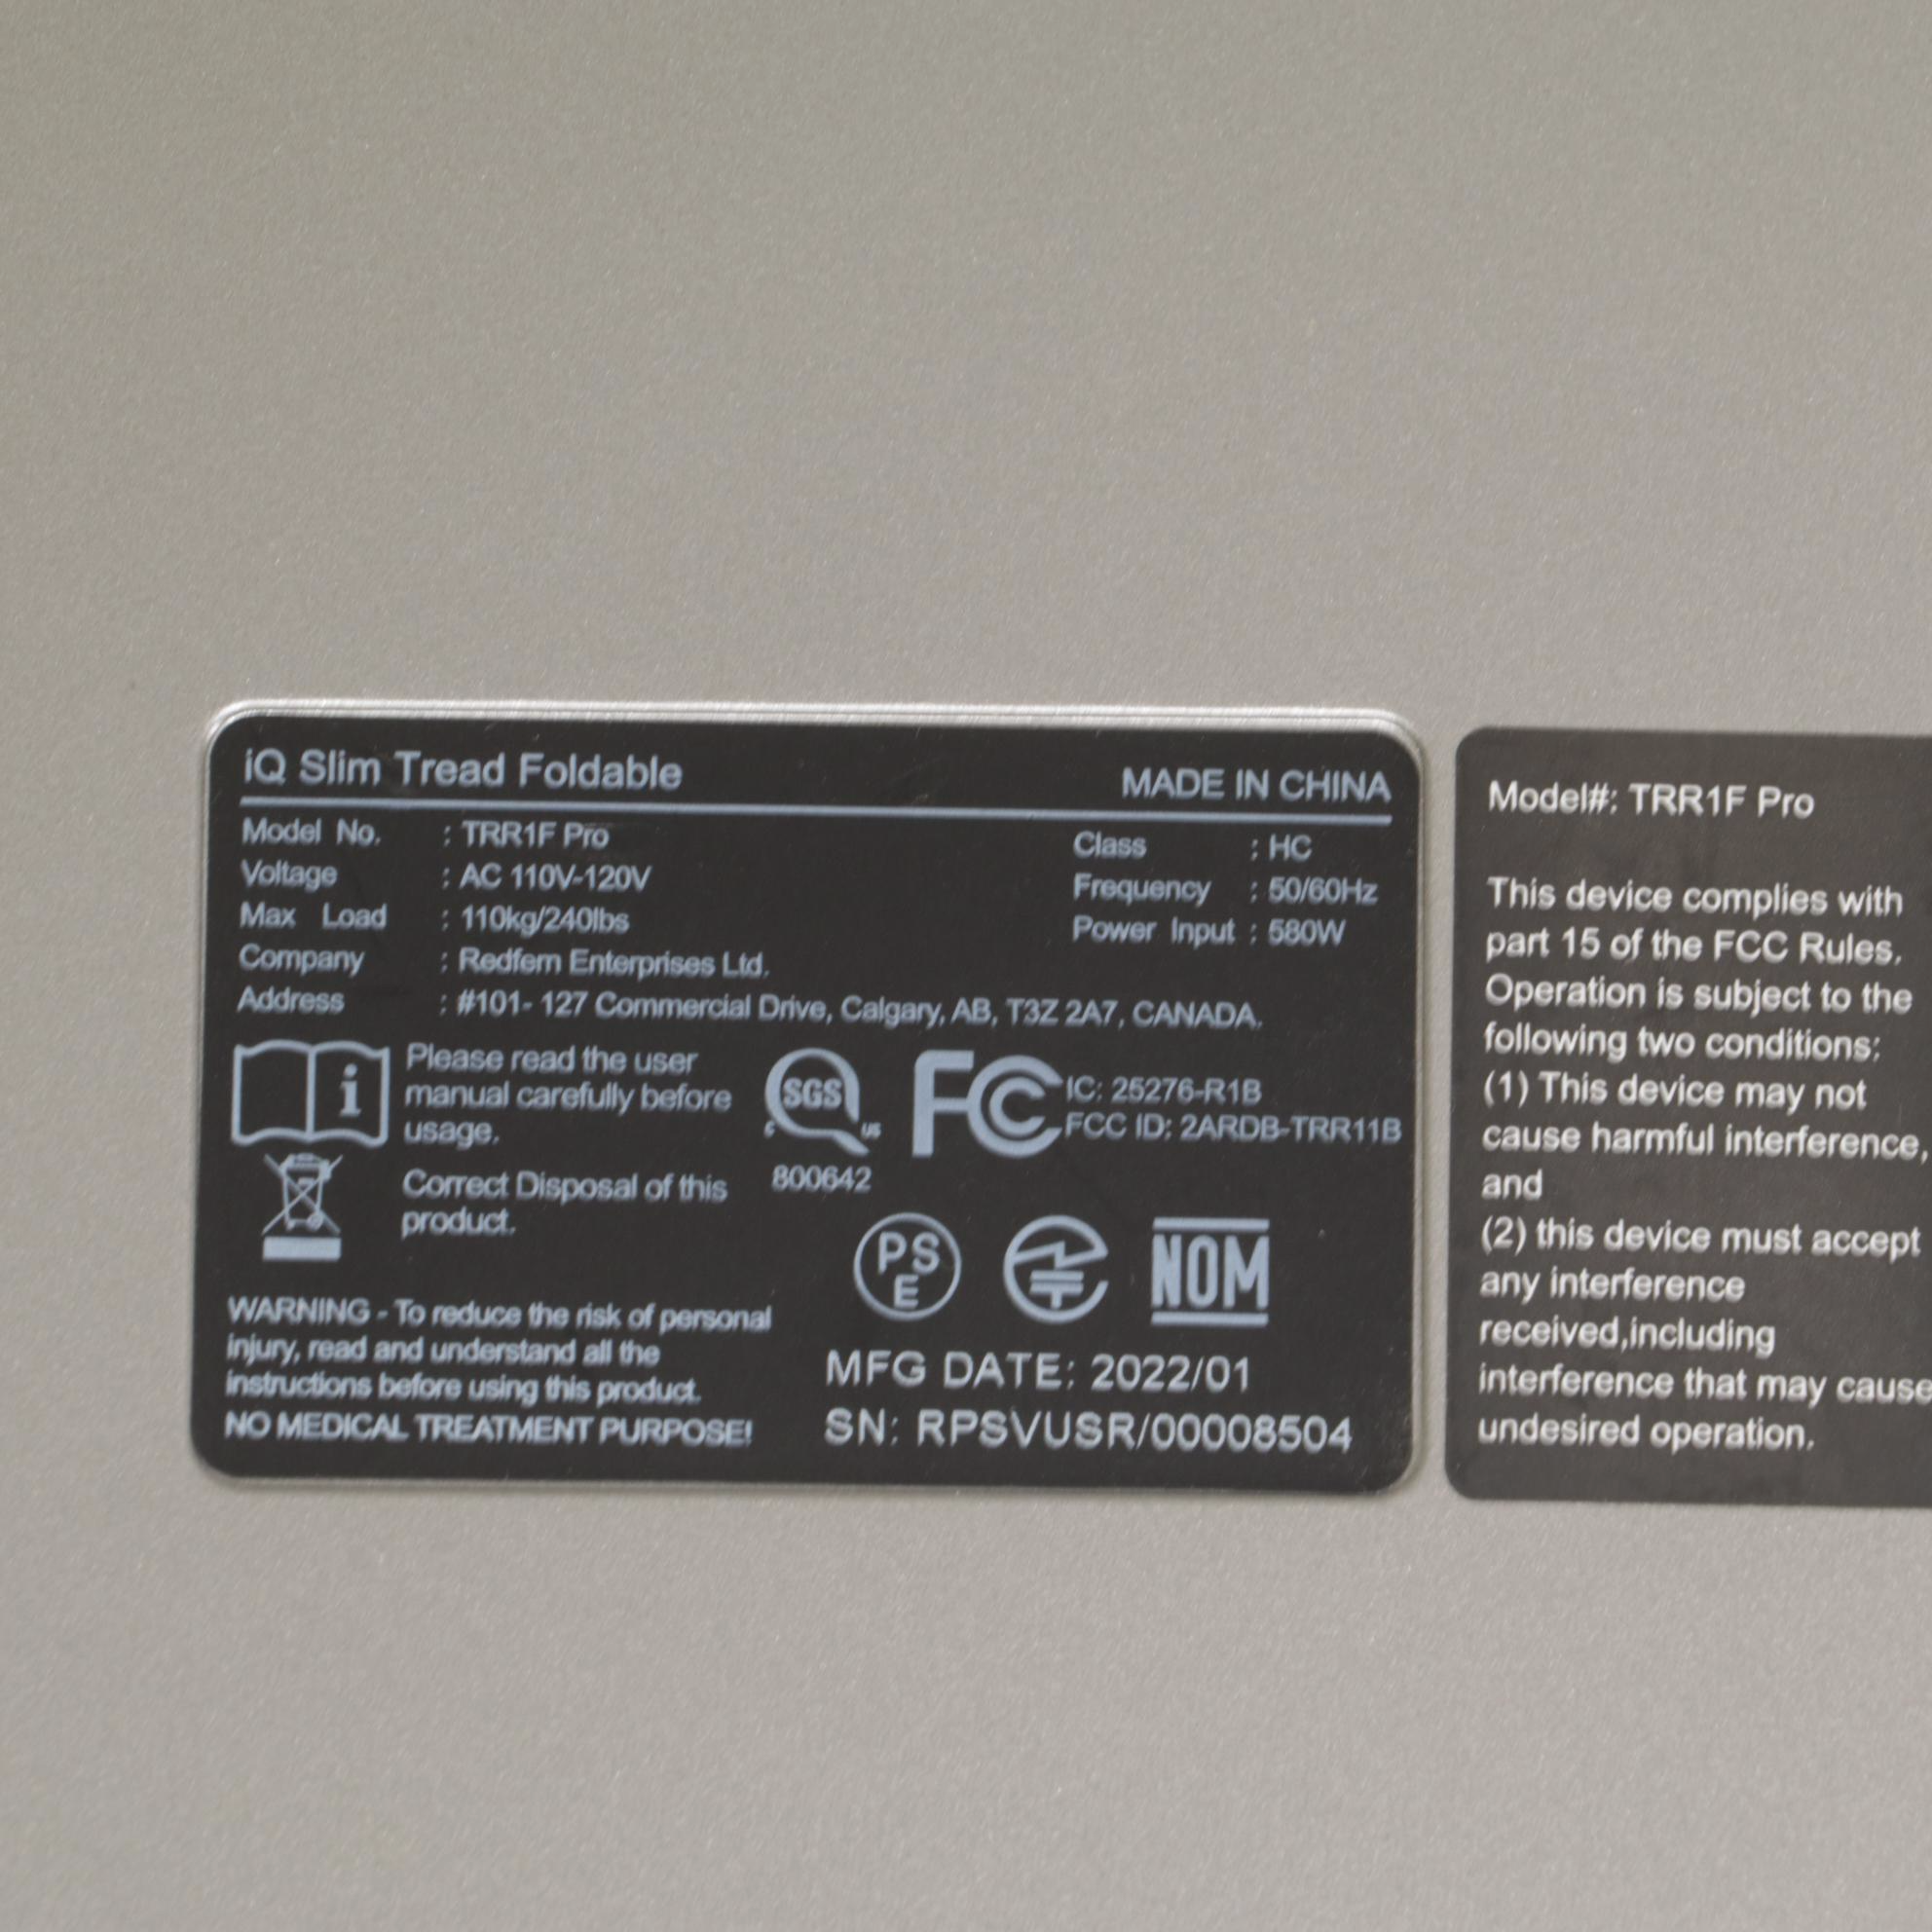 iQ Slim Tread Foldable
MADE IN CHINA
Model No. : TRR1F Pro
Voltage : AC 110V-120V
Max Load : 110kg/240lbs
Company : Redfern Enterprises Ltd.
Address : #101- 127 Commercial Drive, Calgary, AB, T3Z 2A7, CANADA.
Class : HC
Frequency : 50/60Hz
Power Input : 580W
i
Please read the user
manual carefully before
usage.
Correct Disposal of this
product.
SGS
c us
800642
FC
IC: 25276-R1B
FCC ID: 2ARDB-TRR11B
PS
E
NOM
WARNING - To reduce the risk of personal
injury, read and understand all the
instructions before using this product.
NO MEDICAL TREATMENT PURPOSE!
MFG DATE: 2022/01
SN: RPSVUSR/00008504
Model#: TRR1F Pro
This device complies with
part 15 of the FCC Rules.
Operation is subject to the
following two conditions:
(1) This device may not
cause harmful interference,
and
(2) this device must accept
any interference
received,including
interference that may cause
undesired operation.